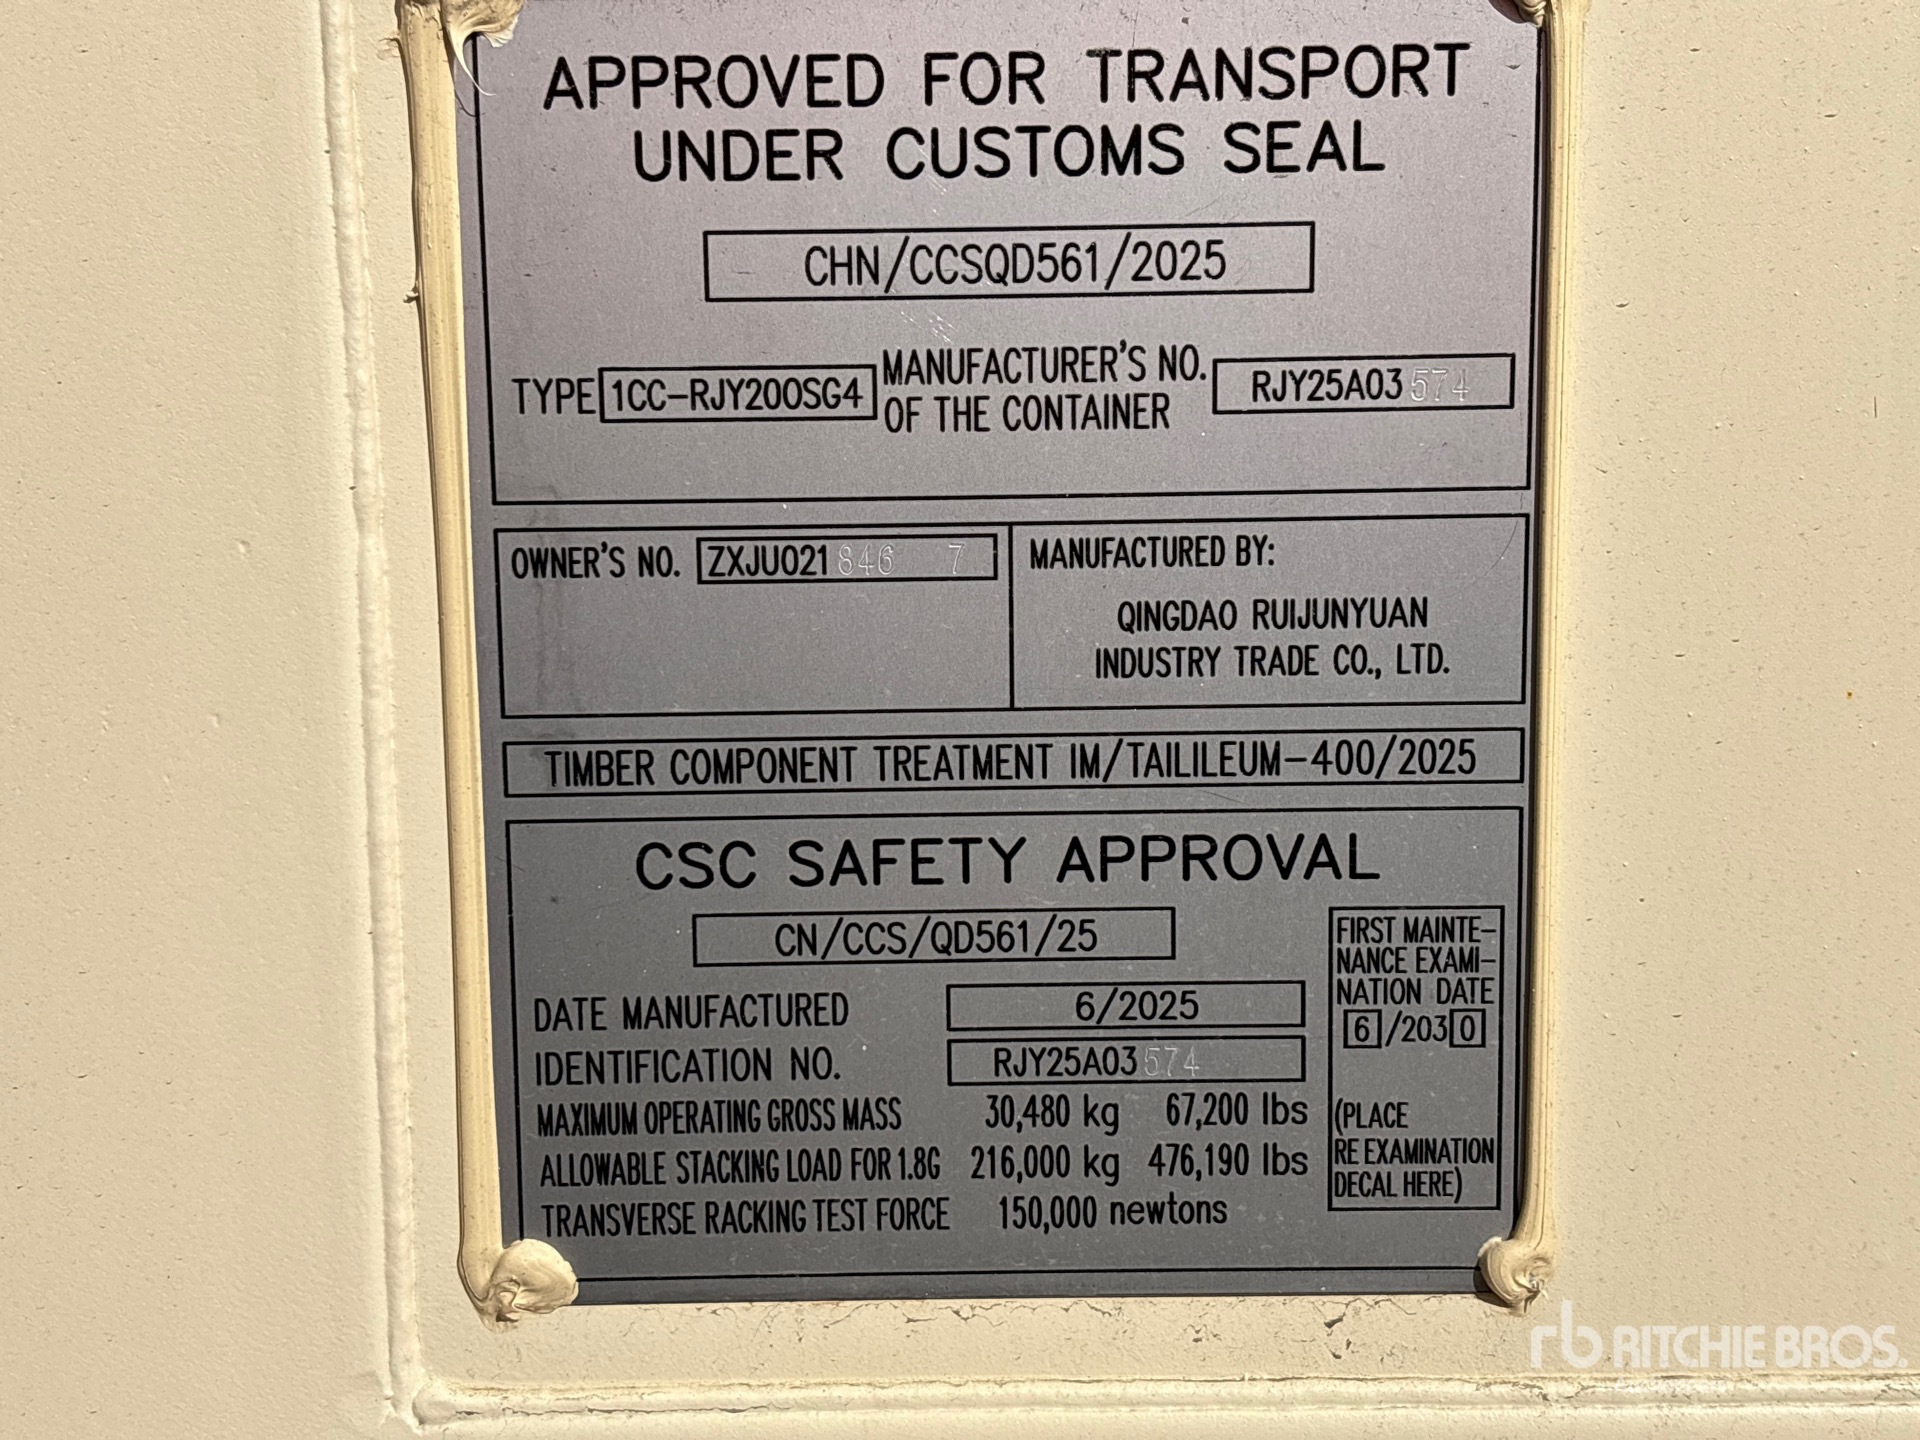 APPROVED FOR TRANSPORT
UNDER CUSTOMS SEAL
CHN/CCSQD561/2025
TYPE 1CC-RJY200SG4 MANUFACTURER'S NO. OF THE CONTAINER RJY25A03574
OWNER'S NO. ZXJU021846 7
MANUFACTURED BY:
QINGDAO RUIJUNYUAN
INDUSTRY TRADE CO., LTD.
TIMBER COMPONENT TREATMENT IM/TAILILEUM-400/2025
CSC SAFETY APPROVAL
CN/CCS/QD561/25
DATE MANUFACTURED 6/2025
IDENTIFICATION NO. RJY25A03574
MAXIMUM OPERATING GROSS MASS 30,480 kg 67,200 lbs
ALLOWABLE STACKING LOAD FOR 1.8G 216,000 kg 476,190 lbs
TRANSVERSE RACKING TEST FORCE 150,000 newtons
FIRST MAINTE-
NANCE EXAMI-
NATION DATE
6/2030
(PLACE
RE EXAMINATION
DECAL HERE)
rb RITCHIE BROS.